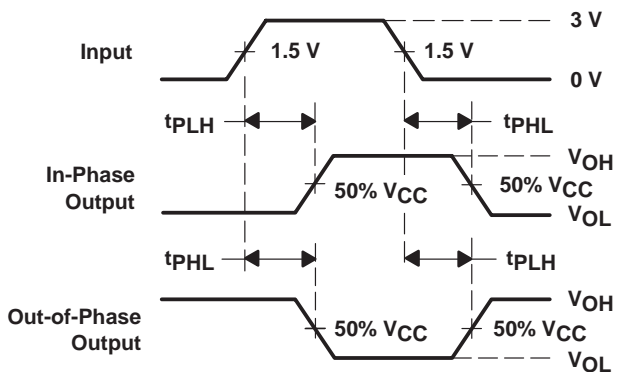 3 V
Input
1.5 V
1.5 V
0 V
tPLH
tPHL
VOH
In-Phase
Output
50% VCC
50% VCC
VOL
tPHL
tPLH
VOH
Out-of-Phase
Output
50% VCC
50% VCC
VOL